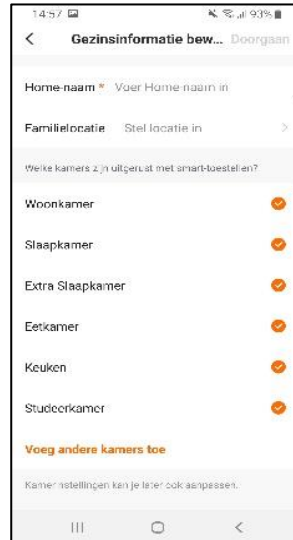 14:57 93%
Gezinsinformatie bew... Doorgaan
Home-naam * Voer Home-naam in
Familielocatie Stel locatie in
Welke kamers zijn uitgerust met smart-toestellen?
Woonkamer
Slaapkamer
Extra Slaapkamer
Eetkamer
Keuken
Studeerkamer
Voeg andere kamers toe
Kamerinstellingen kan je later ook aanpassen.